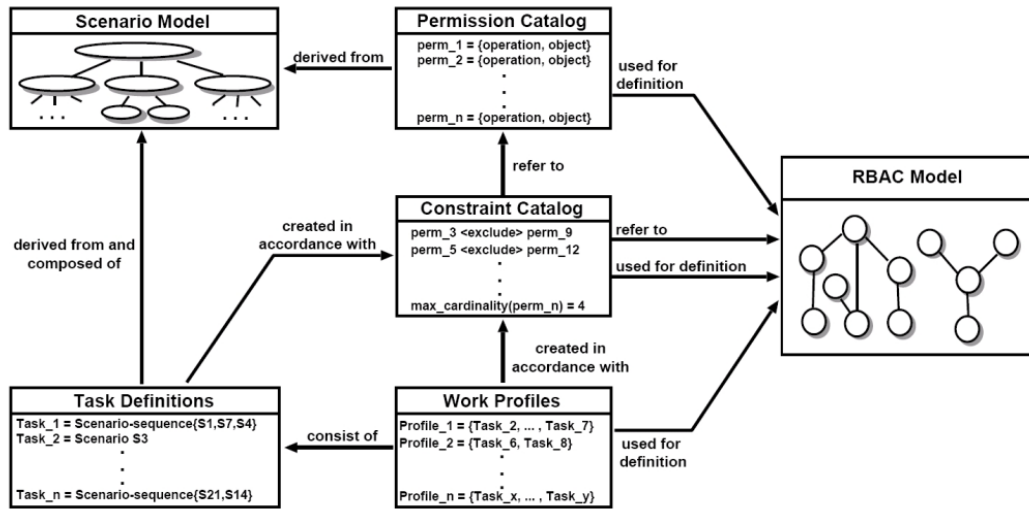 Scenario Model
. . .
. . .
derived from
Permission Catalog
perm_1 = {operation, object}
perm_2 = {operation, object}
.
.
.
perm_n = {operation, object}
used for
definition
refer to
RBAC Model
derived from and
composed of
created in
accordance with
Constraint Catalog
perm_3 <exclude> perm_9
perm_5 <exclude> perm_12
.
.
.
max_cardinality(perm_n) = 4
refer to
used for definition
created in
accordance with
Task Definitions
Task_1 = Scenario-sequence{S1,S7,S4}
Task_2 = Scenario S3
.
.
.
Task_n = Scenario-sequence{S21,S14}
consist of
Work Profiles
Profile_1 = {Task_2, ... , Task_7}
Profile_2 = {Task_6, Task_8}
.
.
.
Profile_n = {Task_x, ... , Task_y}
used for
definition